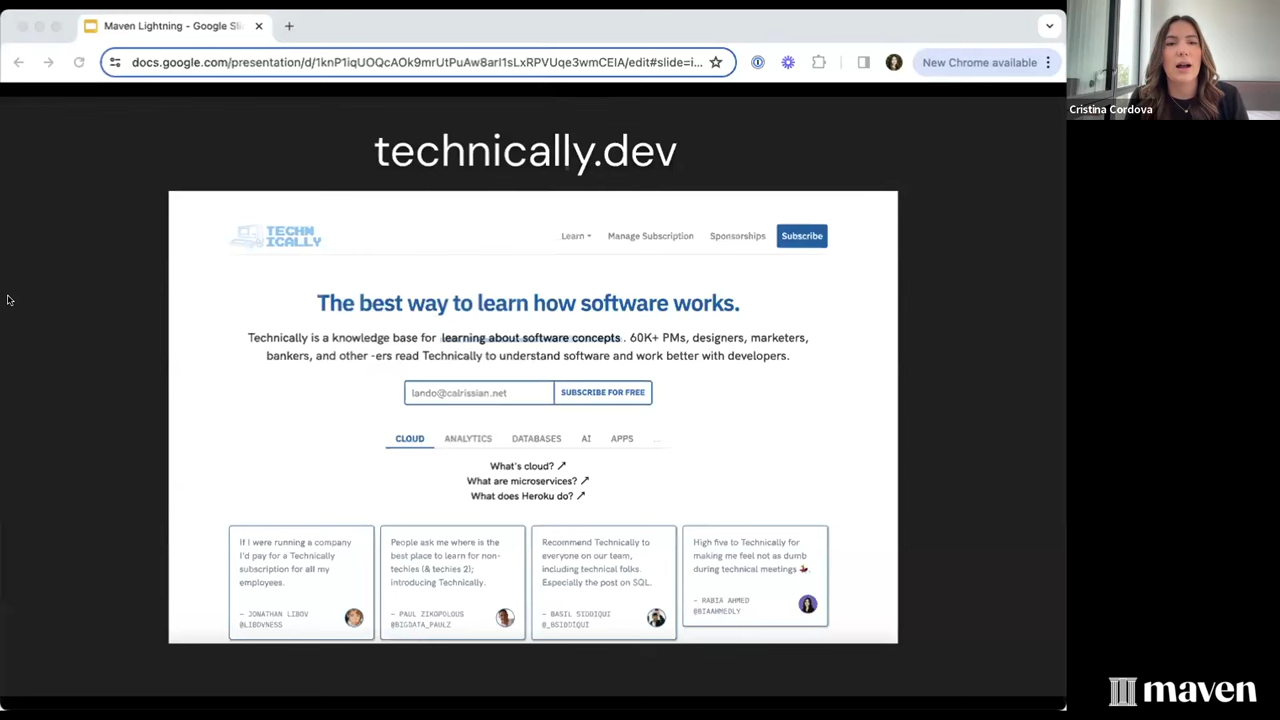 Maven Lightning - Google Sli
docs.google.com/presentation/d/1knP1iqUOQcAOk9mrUtPuAw8arI1sLxRPVUqe3wmCEIA/edit#slide=i...
New Chrome available
Cristina Cordova
technically.dev
TECHN
ICALLY
Learn
Manage Subscription
Sponsorships
Subscribe
The best way to learn how software works.
Technically is a knowledge base for learning about software concepts . 60K+ PMs, designers, marketers,
bankers, and other -ers read Technically to understand software and work better with developers.
lando@calrissian.net
SUBSCRIBE FOR FREE
CLOUD
ANALYTICS
DATABASES
AI
APPS
...
What's cloud? ↗
What are microservices? ↗
What does Heroku do? ↗
If I were running a company
I'd pay for a Technically
subscription for all my
employees.
– JONATHAN LIBOV
@LIBOVNESS
People ask me where is the
best place to learn for non-
techies (& techies 2);
introducing Technically.
– PAUL ZIKOPOLOUS
@BIGDATA_PAULZ
Recommend Technically to
everyone on our team,
including technical folks.
Especially the post on SQL.
– BASIL SIDDIQUI
@_BSIDDIQUI
High five to Technically for
making me feel not as dumb
during technical meetings 💃.
– RABIA AHMED
@BIAAHMEDLY
maven